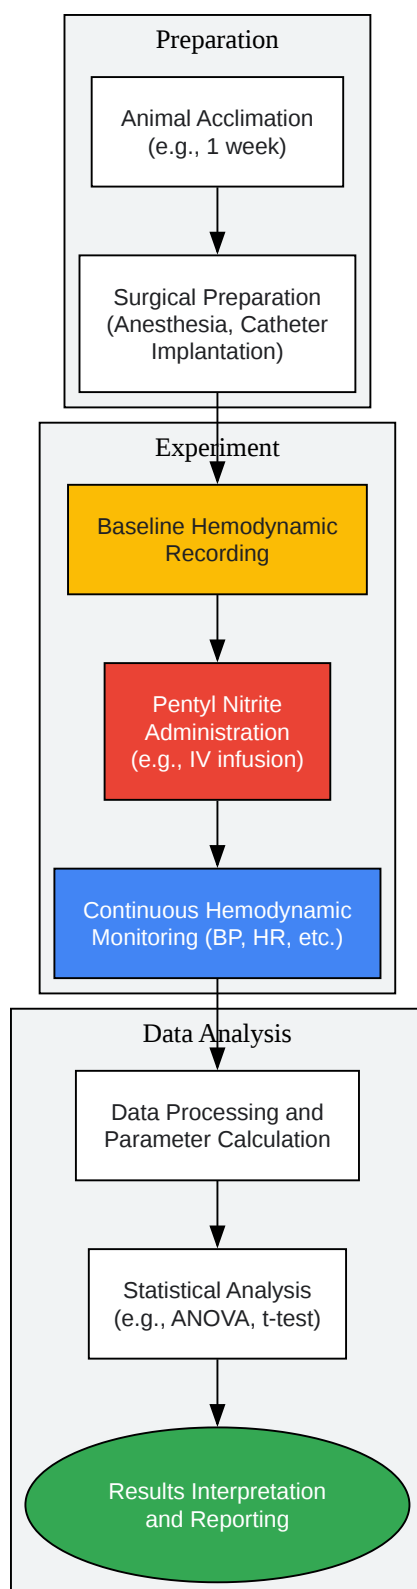 Preparation
Animal Acclimation
(e.g., 1 week)
Surgical Preparation
(Anesthesia, Catheter
Implantation)
Experiment
Baseline Hemodynamic
Recording
Pentyl Nitrite
Administration
(e.g., IV infusion)
Continuous Hemodynamic
Monitoring (BP, HR, etc.)
Data Analysis
Data Processing and
Parameter Calculation
Statistical Analysis
(e.g., ANOVA, t-test)
Results Interpretation
and Reporting